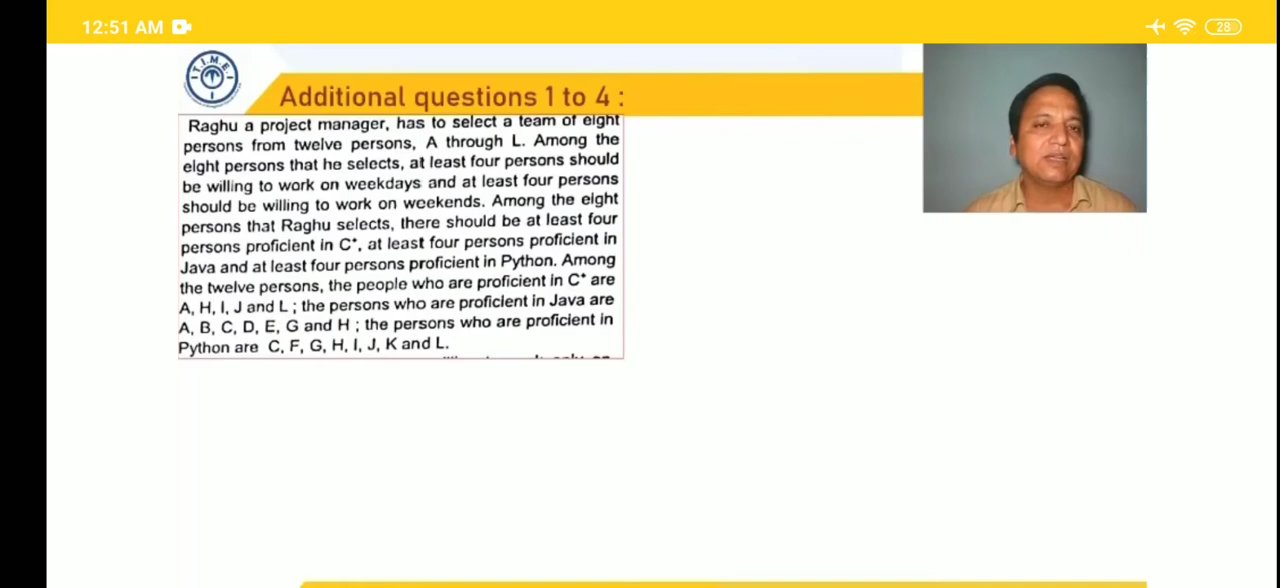 12:51 AM
28
T.I.M.E.
Additional questions 1 to 4 :
Raghu a project manager, has to select a team of eight
persons from twelve persons, A through L. Among the
eight persons that he selects, at least four persons should
be willing to work on weekdays and at least four persons
should be willing to work on weekends. Among the eight
persons that Raghu selects, there should be at least four
persons proficient in C⁺, at least four persons proficient in
Java and at least four persons proficient in Python. Among
the twelve persons, the people who are proficient in C⁺ are
A, H, I, J and L ; the persons who are proficient in Java are
A, B, C, D, E, G and H ; the persons who are proficient in
Python are C, F, G, H, I, J, K and L.